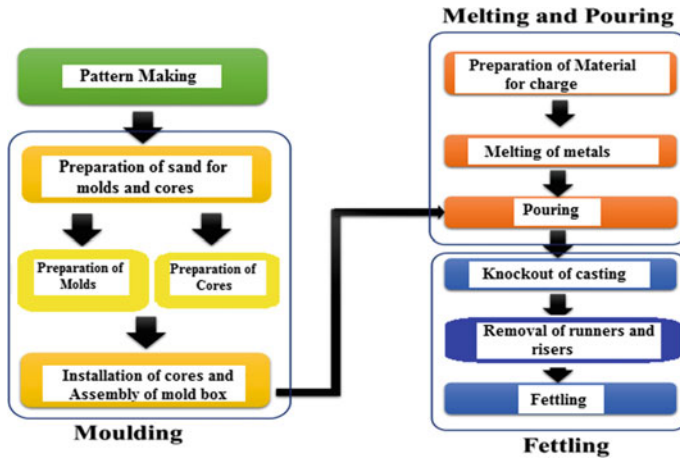 Pattern Making
Preparation of sand for
molds and cores
Preparation of
Molds
Preparation of
Cores
Installation of cores and
Assembly of mold box
Moulding
Melting and Pouring
Preparation of Material
for charge
Melting of metals
Pouring
Knockout of casting
Removal of runners and
risers
Fettling
Fettling